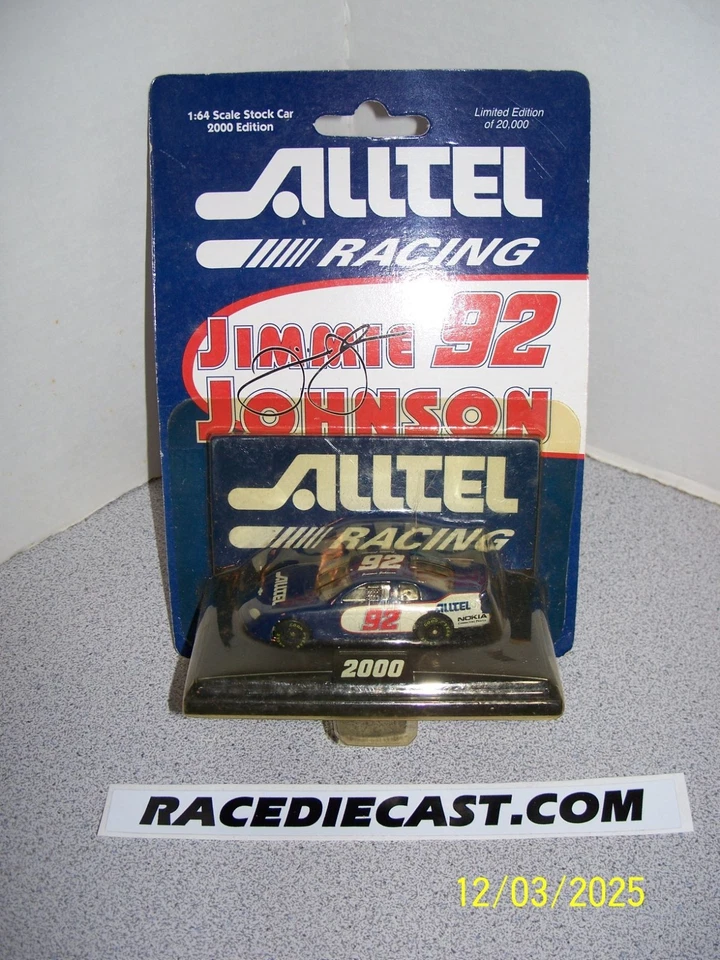 1:64 Scale Stock Car
2000 Edition
Limited Edition
of 20,000
ALLTEL
RACING
JIMMIE 92
JOHNSON
ALLTEL
RACING
92
ALLTEL
ALLTEL
92
NOKIA
2000
RACEDIECAST.COM
12/03/2025